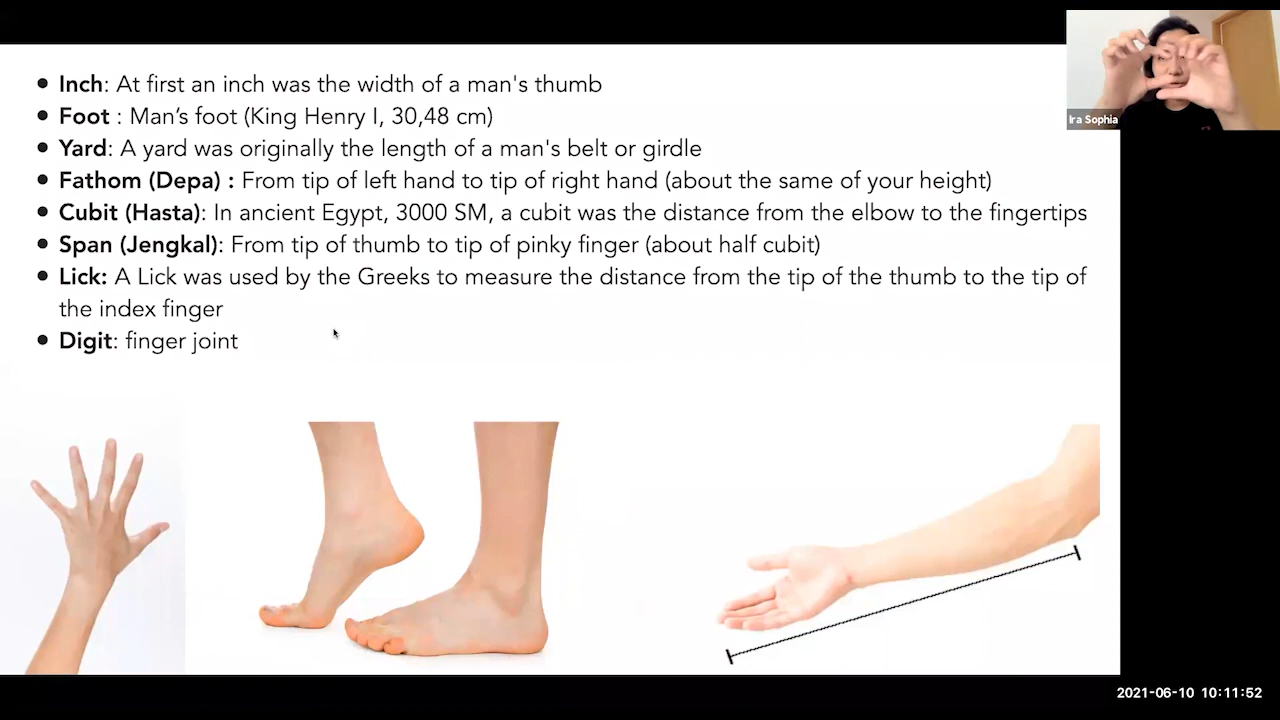 • Inch: At first an inch was the width of a man's thumb
• Foot : Man’s foot (King Henry I, 30,48 cm)
• Yard: A yard was originally the length of a man's belt or girdle
• Fathom (Depa) : From tip of left hand to tip of right hand (about the same of your height)
• Cubit (Hasta): In ancient Egypt, 3000 SM, a cubit was the distance from the elbow to the fingertips
• Span (Jengkal): From tip of thumb to tip of pinky finger (about half cubit)
• Lick: A Lick was used by the Greeks to measure the distance from the tip of the thumb to the tip of
the index finger
• Digit: finger joint
Ira Sophia
2021-06-10 10:11:52